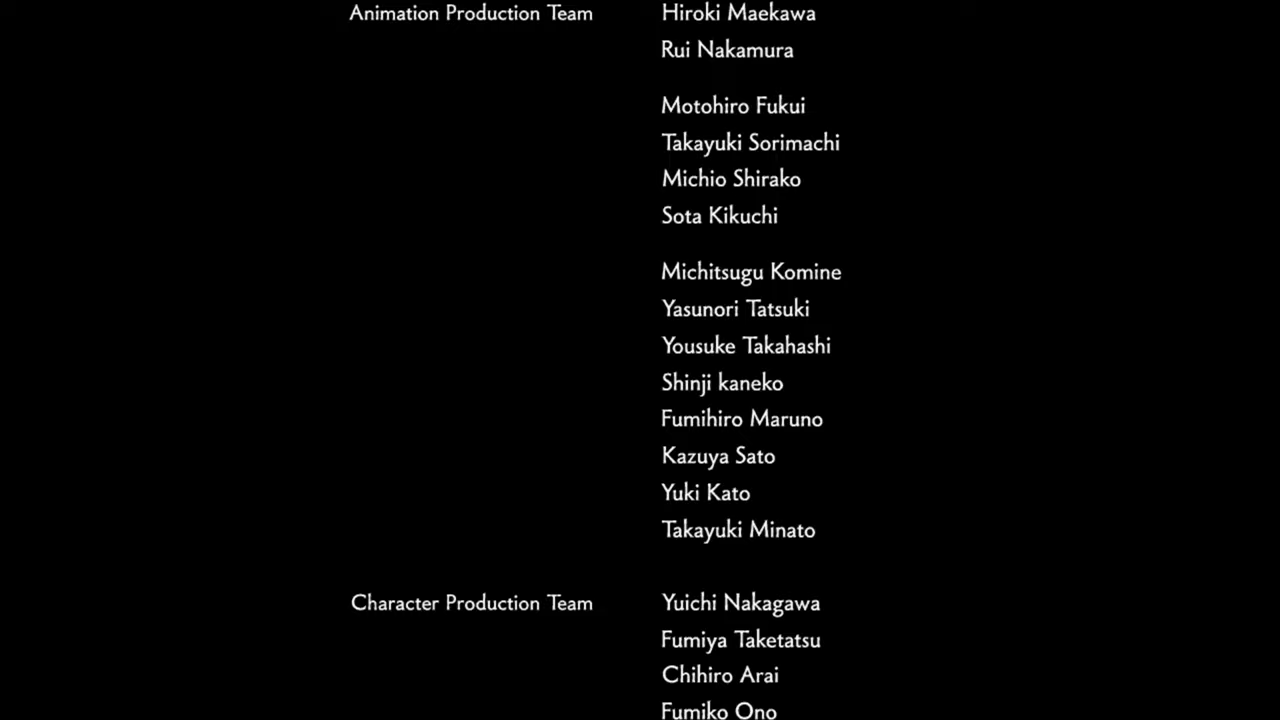 Animation Production Team Hiroki Maekawa
Rui Nakamura
Motohiro Fukui
Takayuki Sorimachi
Michio Shirako
Sota Kikuchi
Michitsugu Komine
Yasunori Tatsuki
Yousuke Takahashi
Shinji kaneko
Fumihiro Maruno
Kazuya Sato
Yuki Kato
Takayuki Minato
Character Production Team Yuichi Nakagawa
Fumiya Taketatsu
Chihiro Arai
Fumiko Ono